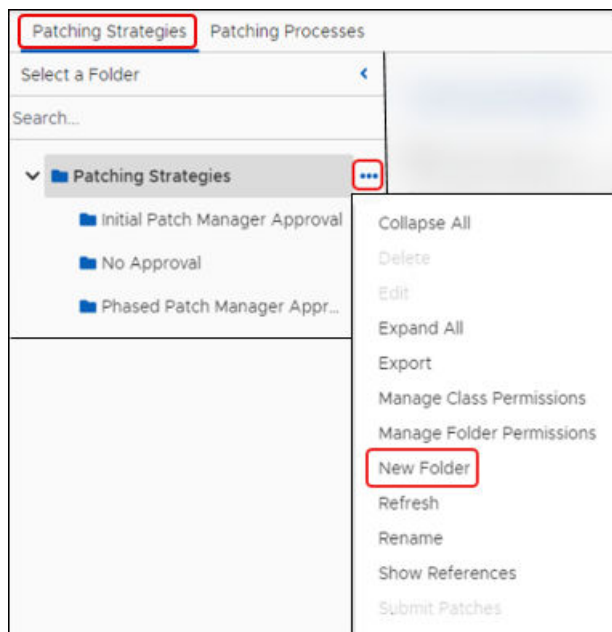 Patching Strategies Patching Processes
Select a Folder
Search...
Patching Strategies
Initial Patch Manager Approval
No Approval
Phased Patch Manager Appr...
Collapse All
Delete
Edit
Expand All
Export
Manage Class Permissions
Manage Folder Permissions
New Folder
Refresh
Rename
Show References
Submit Patches